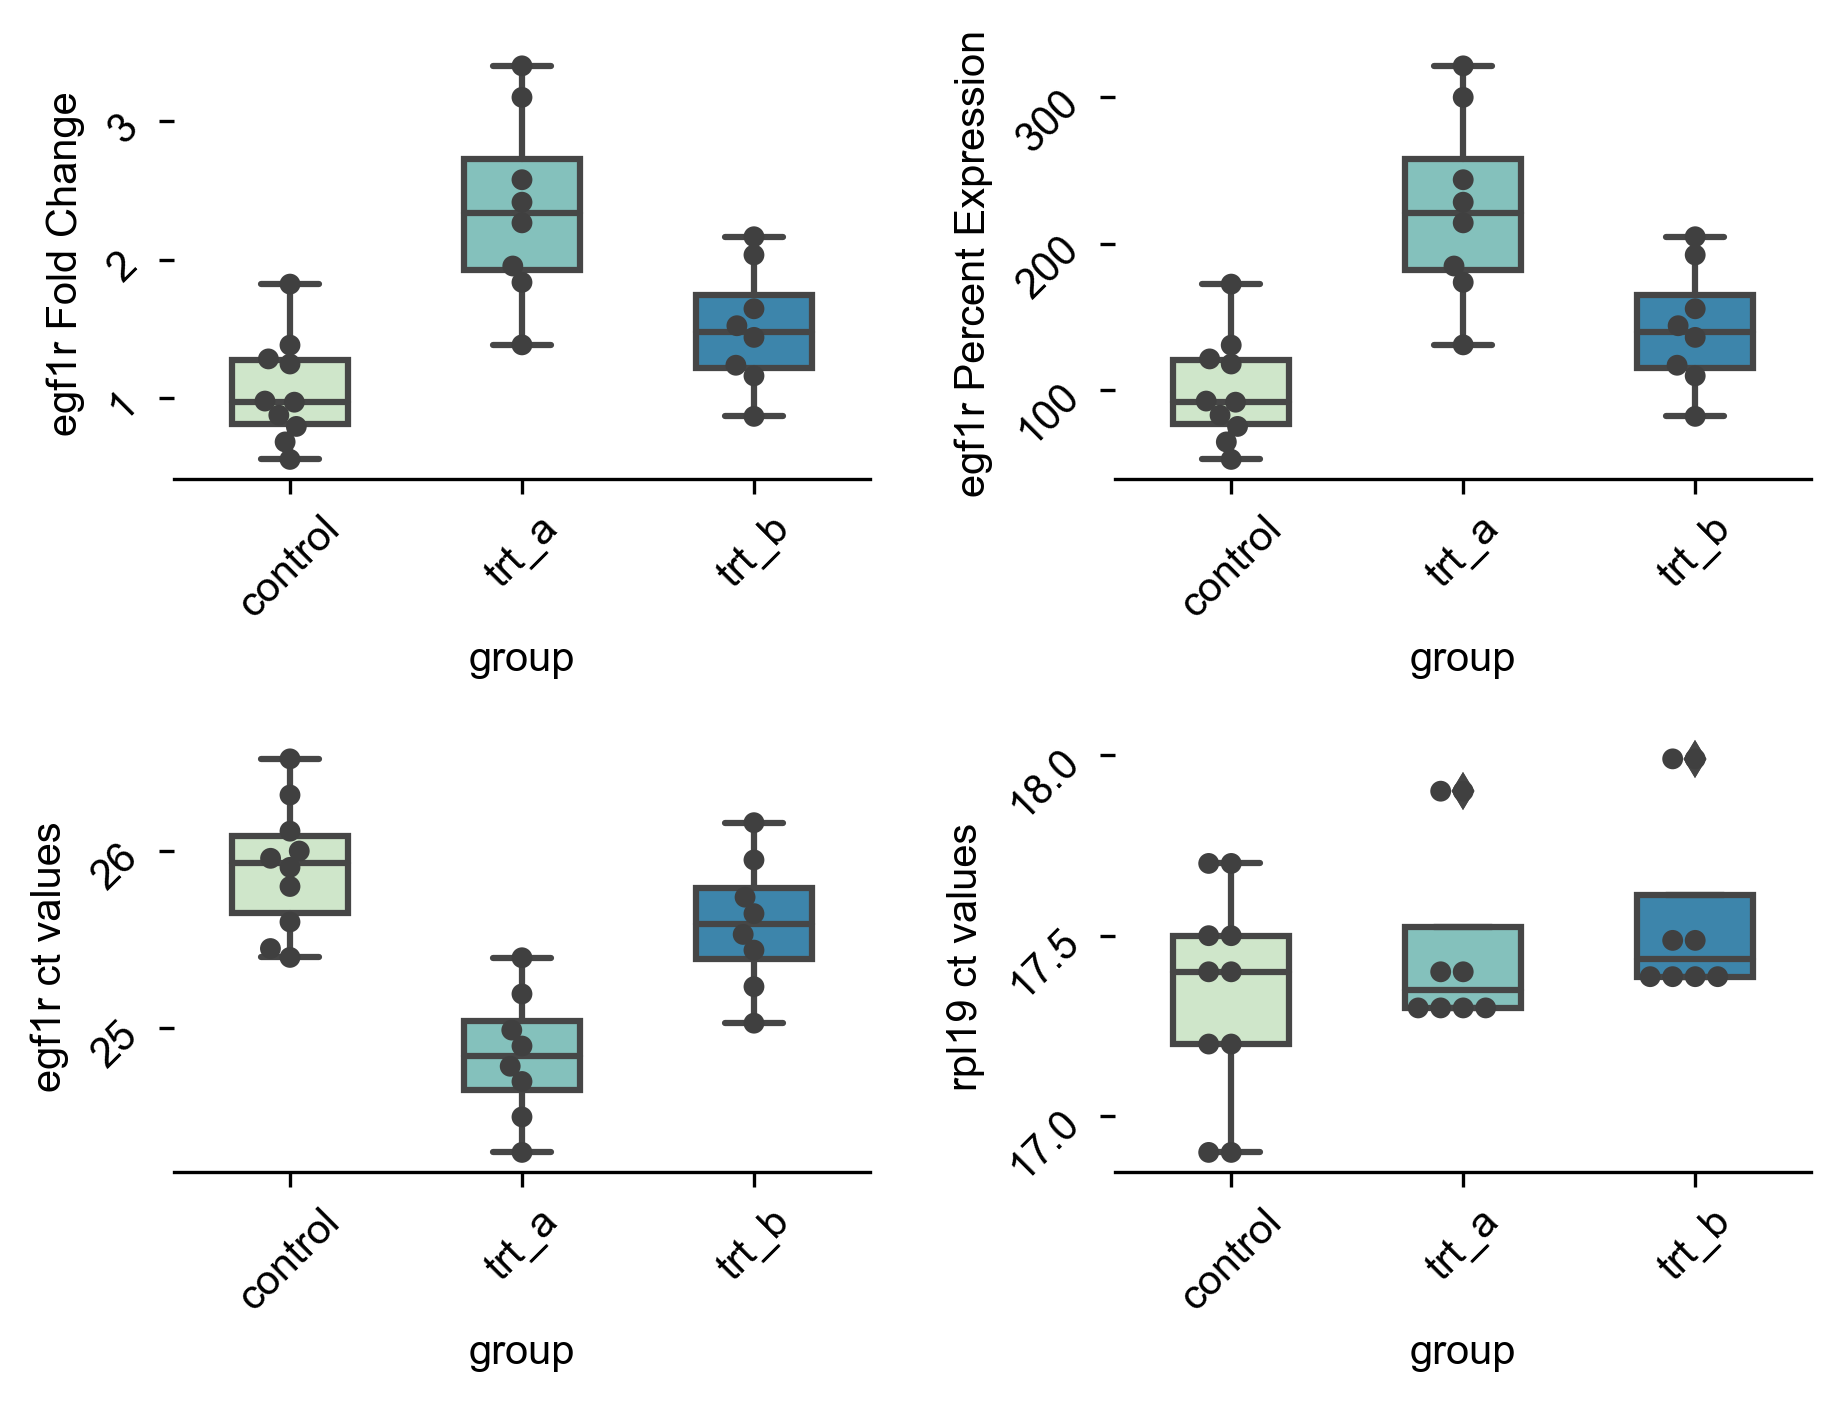 egf1r Fold Change
3
2
1
control
trt_a
trt_b
group
egf1r Percent Expression
300
200
100
control
trt_a
trt_b
group
egf1r ct values
26
25
control
trt_a
trt_b
group
rpl19 ct values
18.0
17.5
17.0
control
trt_a
trt_b
group